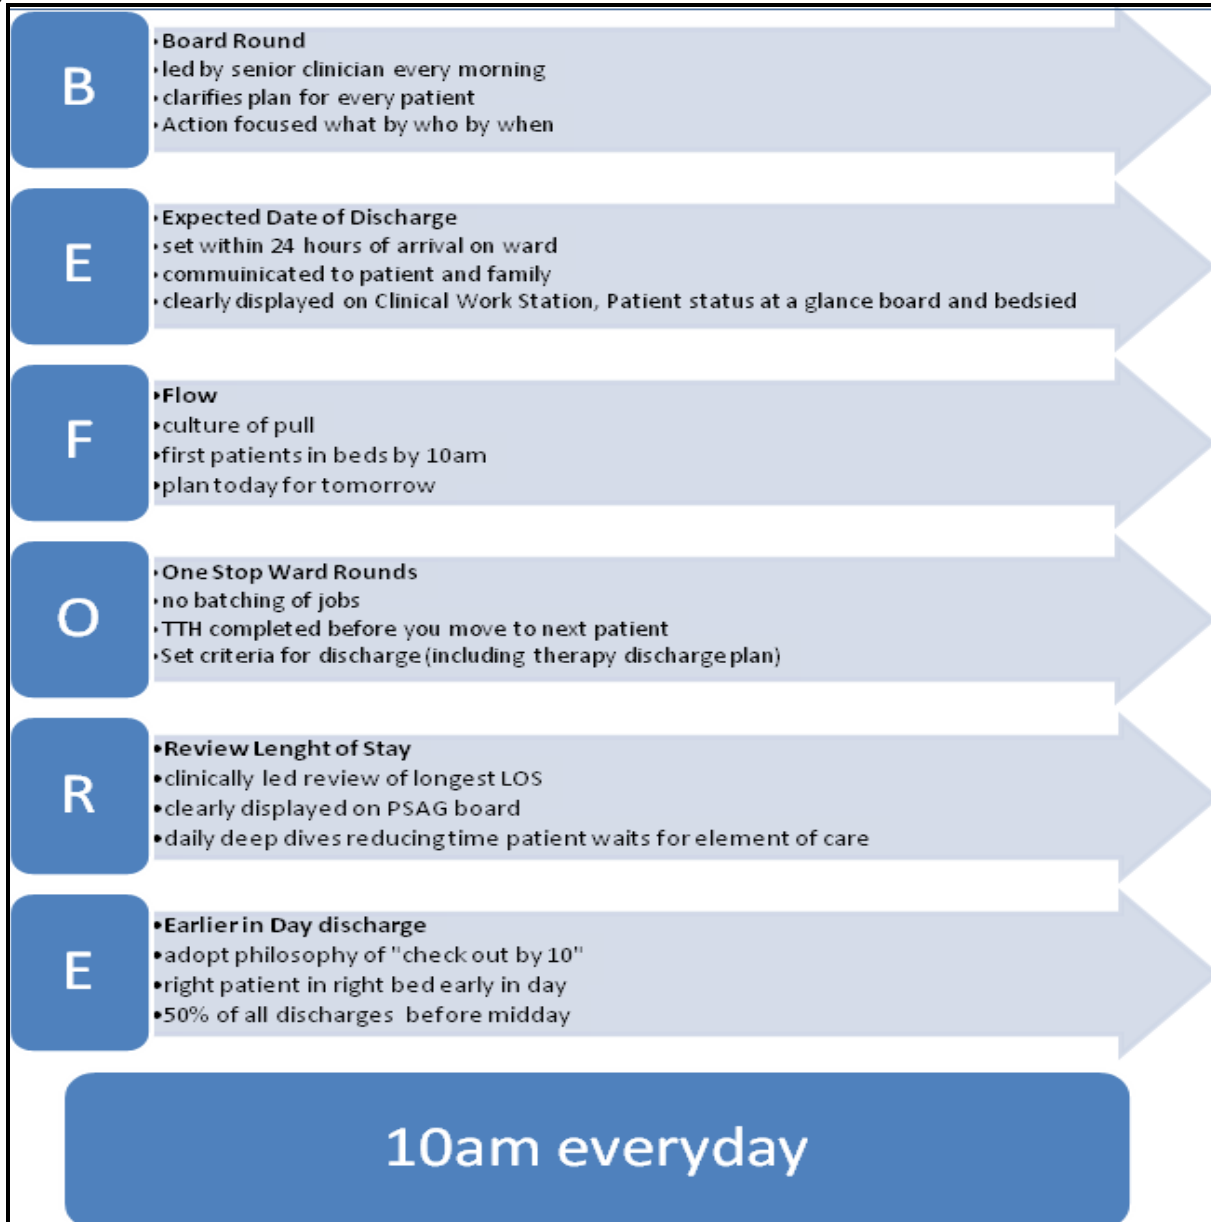 B
•Board Round
•led by senior clinician every morning
•clarifies plan for every patient
•Action focused what by who by when
E
•Expected Date of Discharge
•set within 24 hours of arrival on ward
•commuinicated to patient and family
•clearly displayed on Clinical Work Station, Patient status at a glance board and bedsied
F
•Flow
•culture of pull
•first patients in beds by 10am
•plan today for tomorrow
O
•One Stop Ward Rounds
•no batching of jobs
•TTH completed before you move to next patient
•Set criteria for discharge (including therapy discharge plan)
R
•Review Lenght of Stay
•clinically led review of longest LOS
•clearly displayed on PSAG board
•daily deep dives reducing time patient waits for element of care
E
•Earlier in Day discharge
•adopt philosophy of "check out by 10"
•right patient in right bed early in day
•50% of all discharges before midday
10am everyday